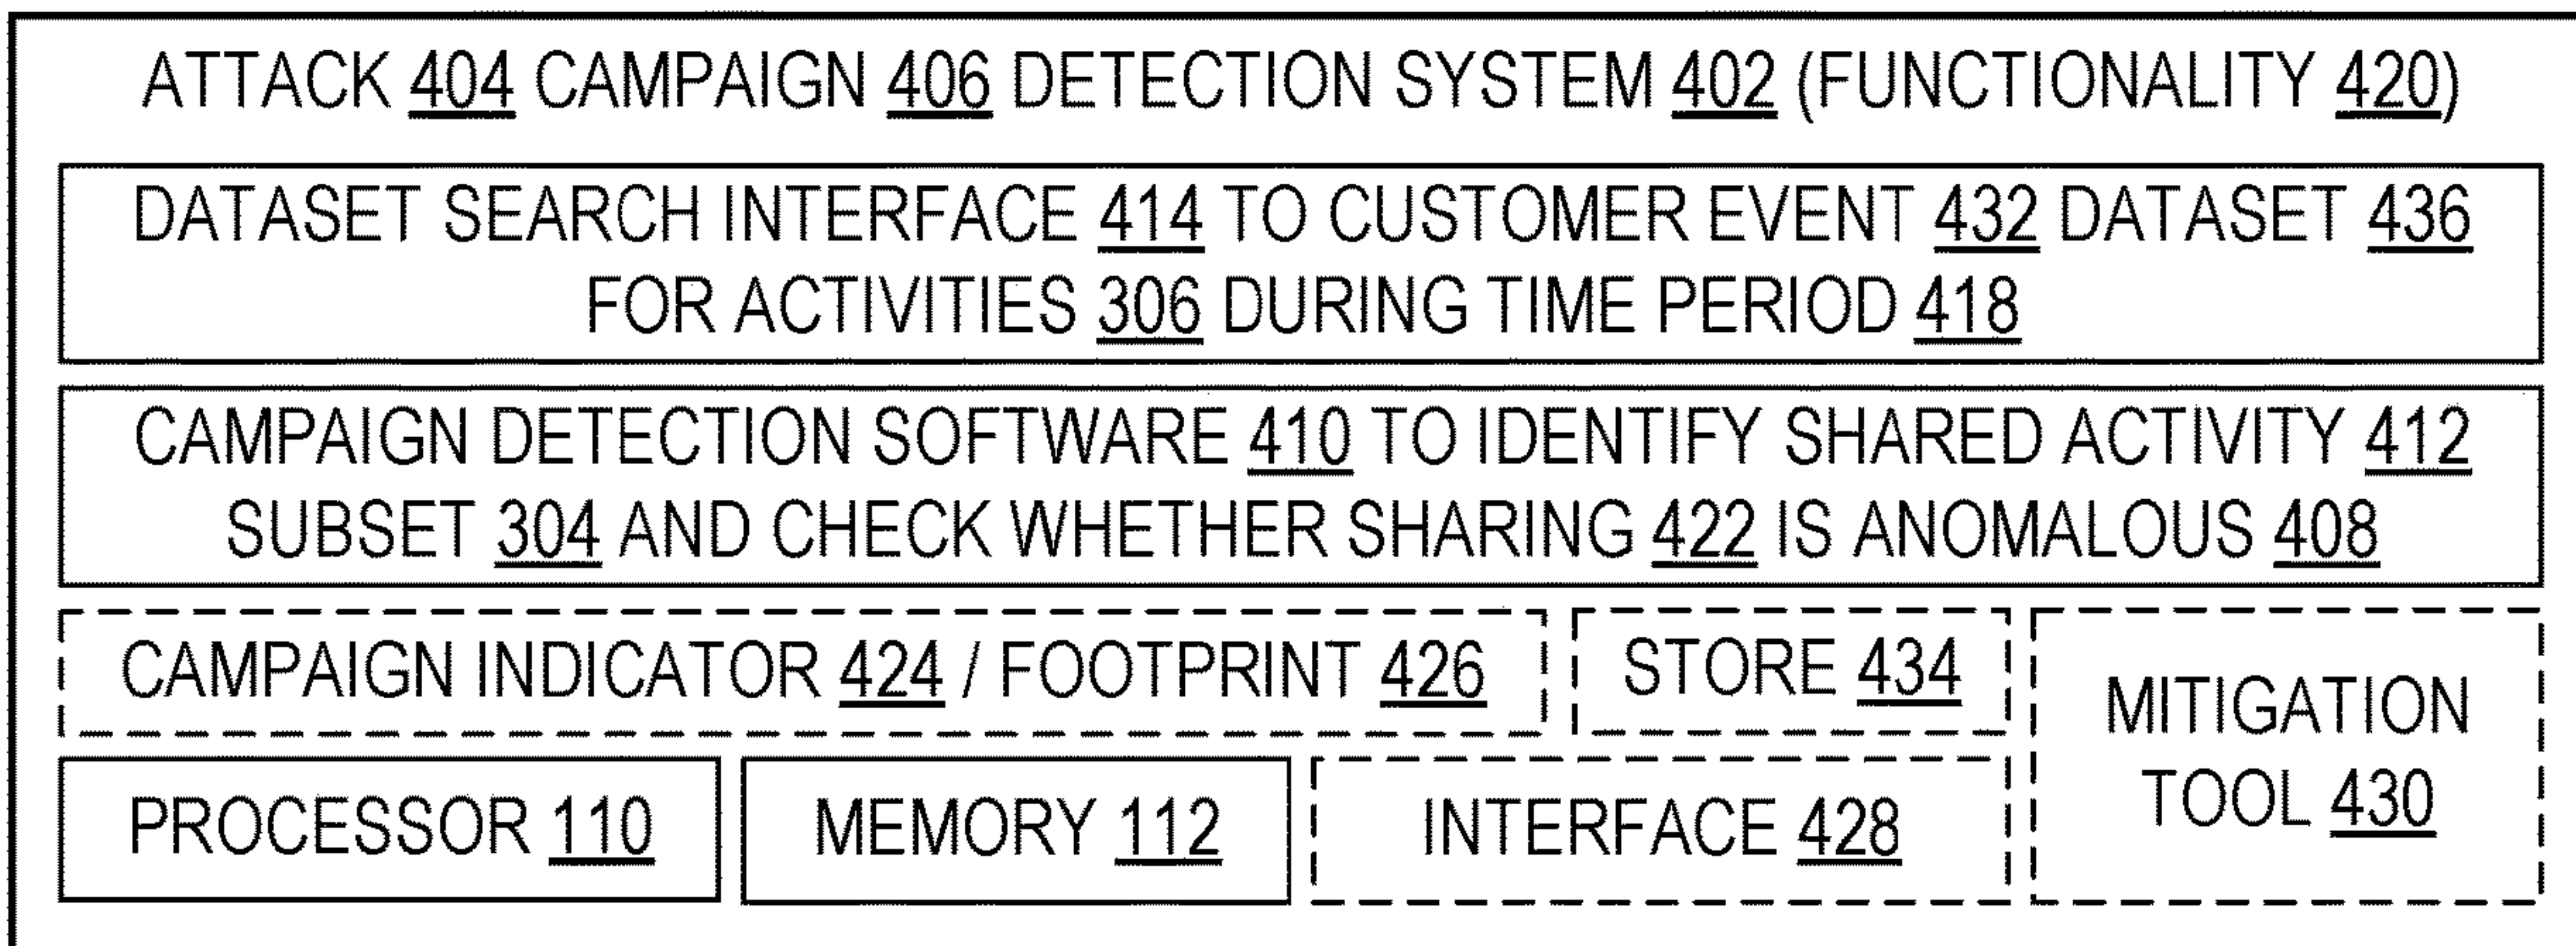 ATTACK 404 CAMPAIGN 406 DETECTION SYSTEM 402 (FUNCTIONALITY 420)
DATASET SEARCH INTERFACE 414 TO CUSTOMER EVENT 432 DATASET 436
FOR ACTIVITIES 306 DURING TIME PERIOD 418
CAMPAIGN DETECTION SOFTWARE 410 TO IDENTIFY SHARED ACTIVITY 412
SUBSET 304 AND CHECK WHETHER SHARING 422 IS ANOMALOUS 408
CAMPAIGN INDICATOR 424 / FOOTPRINT 426
STORE 434
MITIGATION
TOOL 430
PROCESSOR 110
MEMORY 112
INTERFACE 428